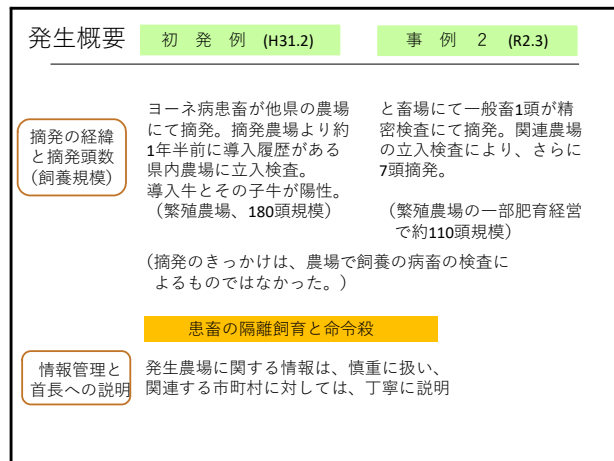 発生概要
初 発 例 (H31.2)
事 例 2 (R2.3)
摘発の経緯
と摘発頭数
(飼養規模)
ヨーネ病患畜が他県の農場
にて摘発。摘発農場より約
1年半前に導入履歴がある
県内農場に立入検査。
導入牛とその子牛が陽性。
（繁殖農場、180頭規模）
と畜場にて一般畜1頭が精
密検査にて摘発。関連農場
の立入検査により、さらに
7頭摘発。
（繁殖農場の一部肥育経営
で約110頭規模）
（摘発のきっかけは、農場で飼養の病畜の検査に
よるものではなかった。）
患畜の隔離飼育と命令殺
情報管理と
首長への説明
発生農場に関する情報は、慎重に扱い、
関連する市町村に対しては、丁寧に説明